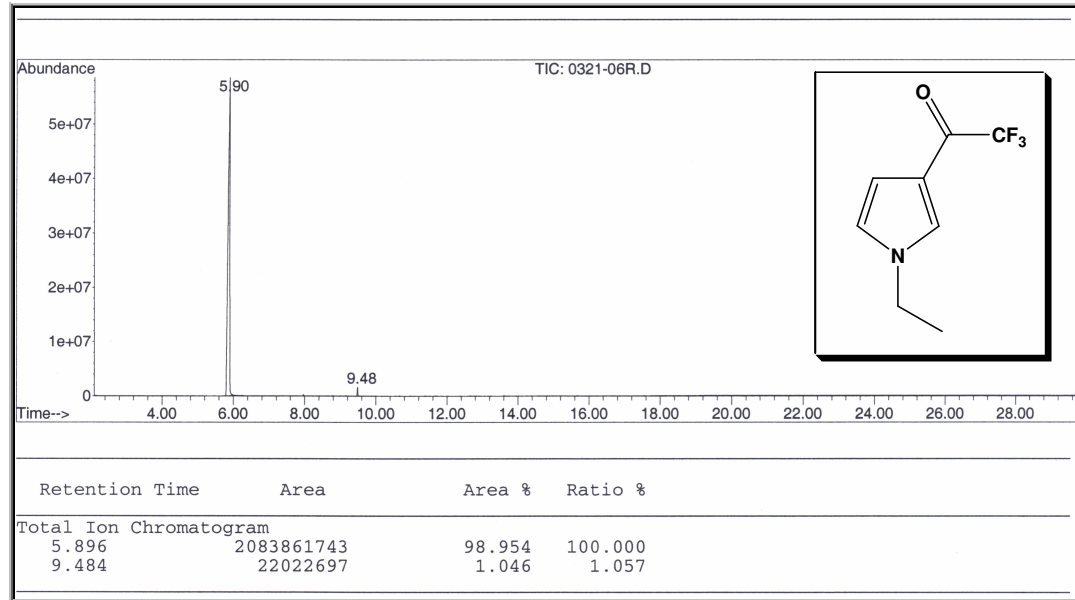 Abundance
TIC: 0321-06R.D
5.90
5e+07
4e+07
3e+07
2e+07
1e+07
0
9.48
Time-->
4.00 6.00 8.00 10.00 12.00 14.00 16.00 18.00 20.00 22.00 24.00 26.00 28.00
O
CF3
N
Retention Time Area Area % Ratio %
Total Ion Chromatogram
5.896 2083861743 98.954 100.000
9.484 22022697 1.046 1.057